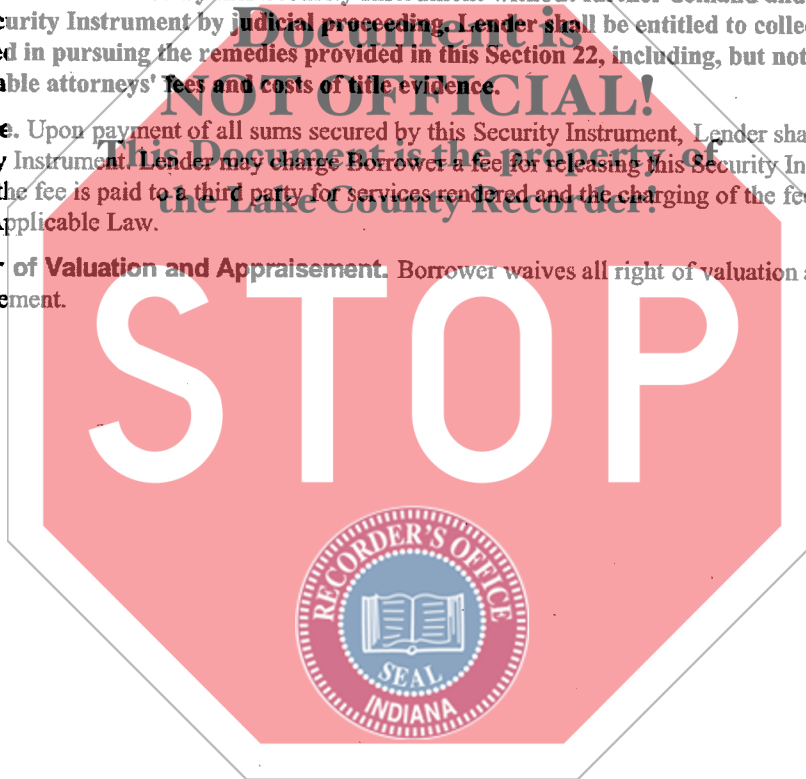 Document is
NOT OFFICIAL!
This Document is the property of
the Lake County Recorder!
curity Instrument by judicial proceeding. Lender shall be entitled to collec
ed in pursuing the remedies provided in this Section 22, including, but not
able attorneys' fees and costs of title evidence.
e. Upon payment of all sums secured by this Security Instrument, Lender sha
y Instrument. Lender may charge Borrower a fee for releasing this Security In
the fee is paid to a third party for services rendered and the charging of the fee
Applicable Law.
r of Valuation and Appraisement. Borrower waives all right of valuation a
ement.
STOP
RECORDER'S OFFICE
SEAL
INDIANA